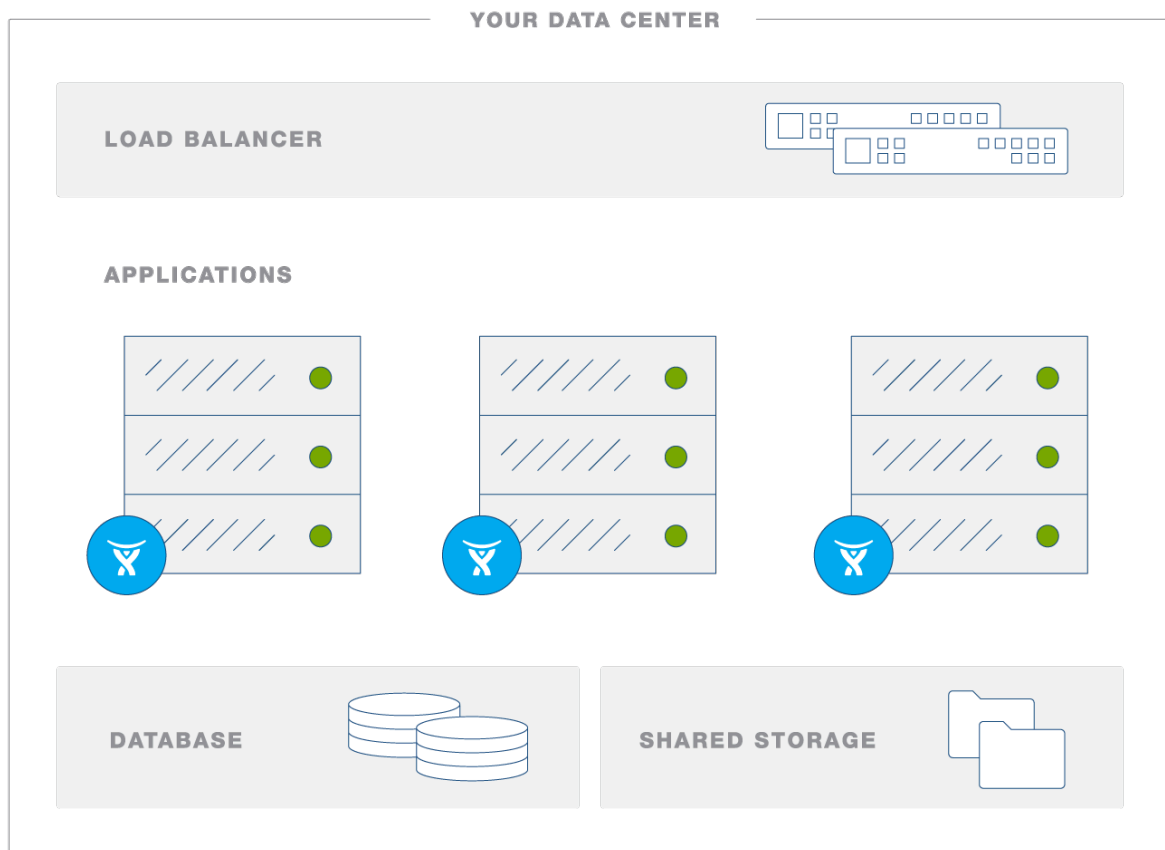 YOUR DATA CENTER
LOAD BALANCER
APPLICATIONS
DATABASE
SHARED STORAGE